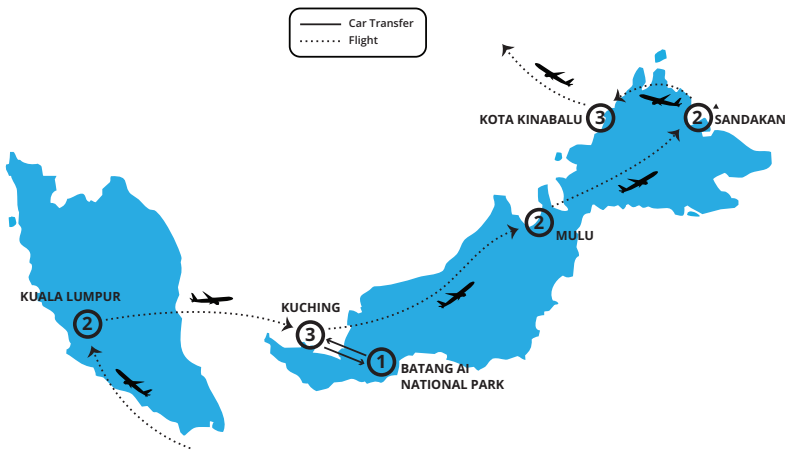 Car Transfer
Flight
KOTA KINABALU
3
2
SANDAKAN
2
MULU
KUALA LUMPUR
2
KUCHING
3
1
BATANG AI
NATIONAL PARK